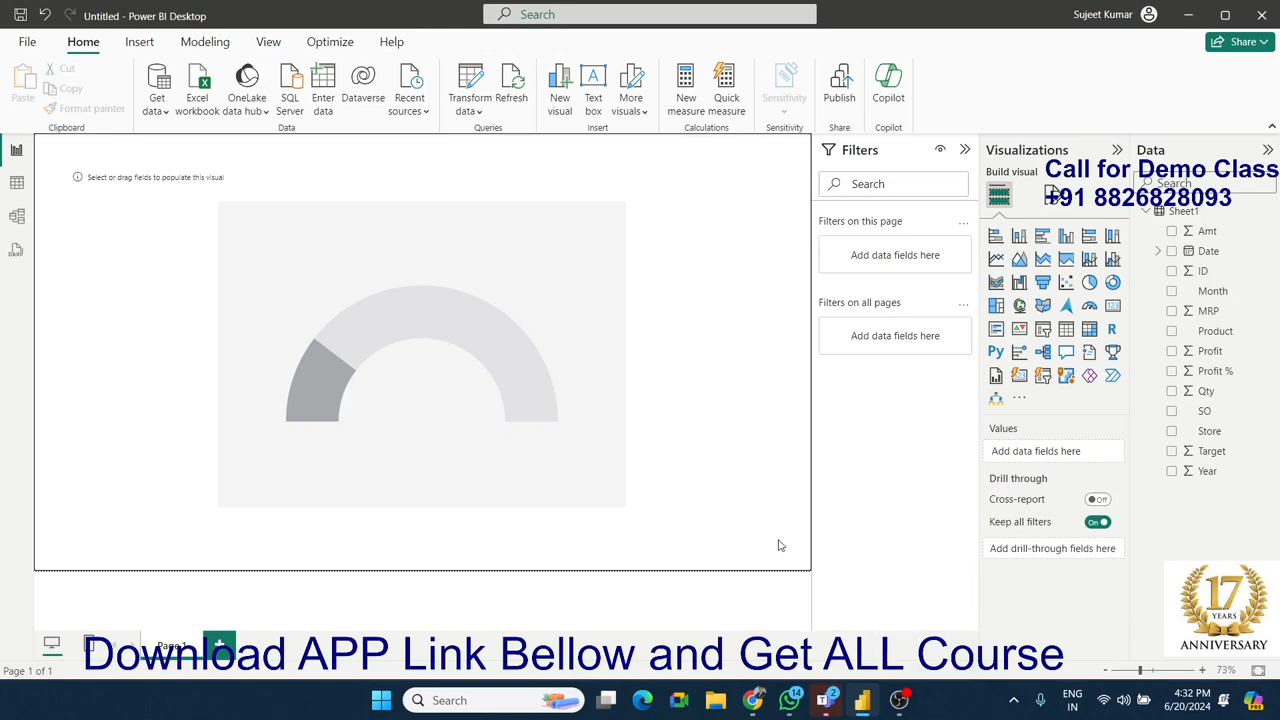 Untitled - Power BI Desktop
Search
Sujeet Kumar
File
Home
Insert
Modeling
View
Optimize
Help
Share
Paste
Cut
Copy
Format painter
Clipboard
Get data
Excel workbook
OneLake data hub
SQL Server
Enter data
Dataverse
Recent sources
Data
Transform data
Refresh
Queries
New visual
Text box
More visuals
Insert
New measure
Quick measure
Calculations
Sensitivity
Sensitivity
Publish
Share
Copilot
Copilot
Select or drag fields to populate this visual
Filters
Search
Filters on this page
Add data fields here
Filters on all pages
Add data fields here
Visualizations
Build visual
Values
Add data fields here
Drill through
Cross-report
Off
Keep all filters
On
Add drill-through fields here
Data
Call for Demo Class
+91 8826828093
Search
Sheet1
Amt
Date
ID
Month
MRP
Product
Profit
Profit %
Qty
SO
Store
Target
Year
17
YEARS
ANNIVERSARY
Page 1
Download APP Link Bellow and Get ALL Course
Page 1 of 1
73%
Search
14
2
ENG
IN
4:32 PM
6/20/2024